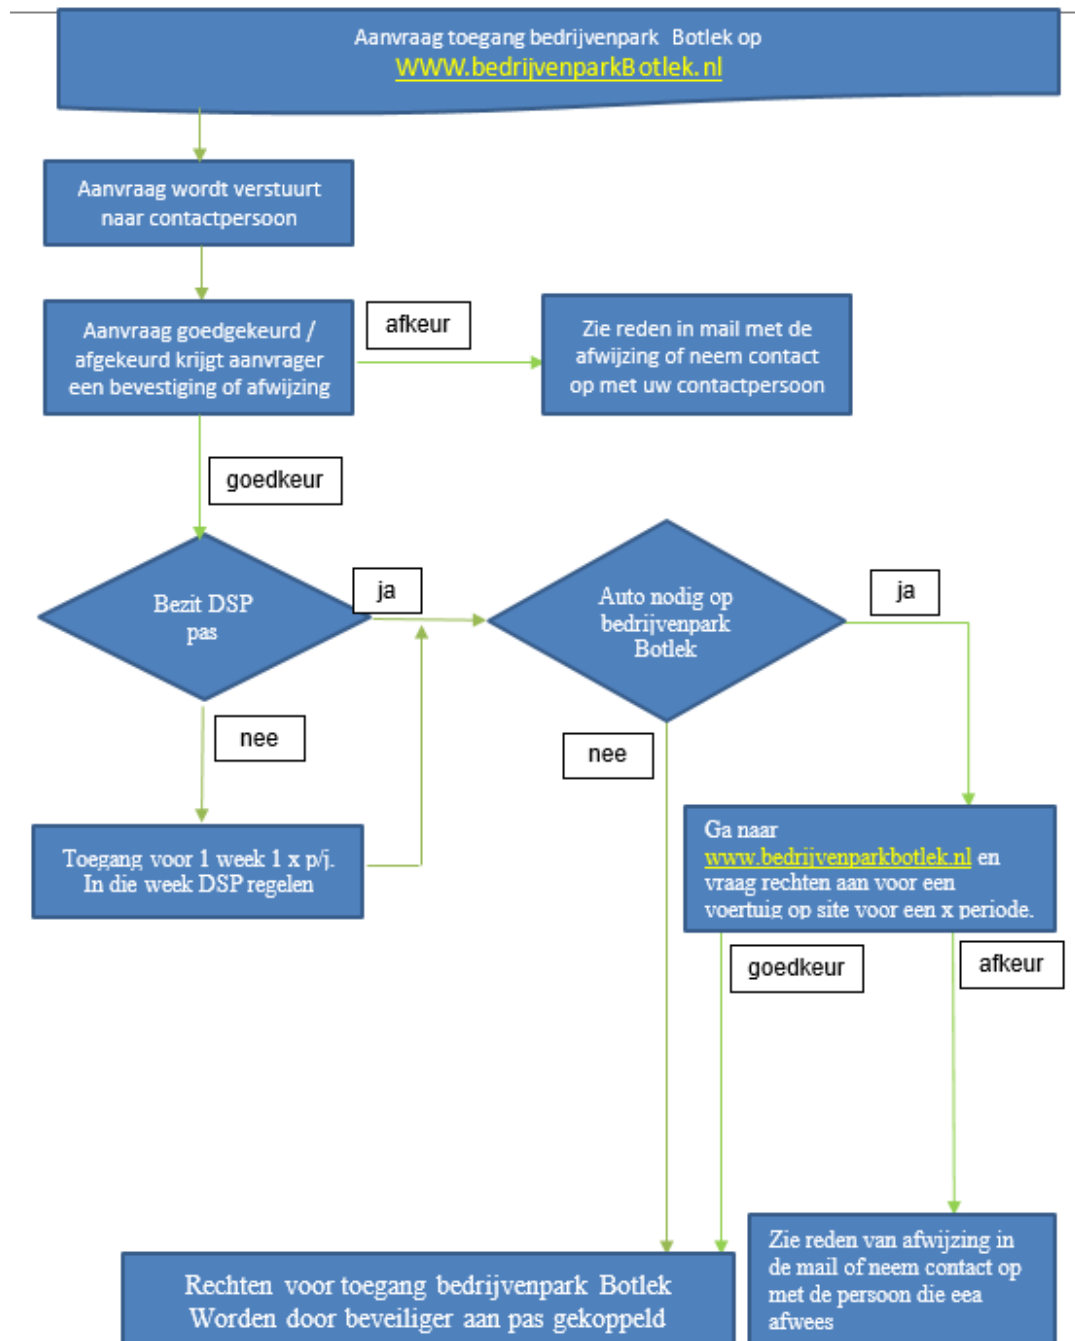 Aanvraag toegang bedrijvenpark Botlek op
WWW.bedrijvenparkBotlek.nl
Aanvraag wordt verstuurt
naar contactpersoon
Aanvraag goedgekeurd /
afgekeurd krijgt aanvrager
een bevestiging of afwijzing
afkeur
Zie reden in mail met de
afwijzing of neem contact
op met uw contactpersoon
goedkeur
Bezit DSP
pas
ja
Auto nodig op
bedrijvenpark
Botlek
ja
nee
nee
Toegang voor 1 week 1 x p/j.
In die week DSP regelen
Ga naar
www.bedrijvenparkbotlek.nl en
vraag rechten aan voor een
voertuig op site voor een x periode.
goedkeur
afkeur
Rechten voor toegang bedrijvenpark Botlek
Worden door beveiliger aan pas gekoppeld
Zie reden van afwijzing in
de mail of neem contact op
met de persoon die eea
afwees